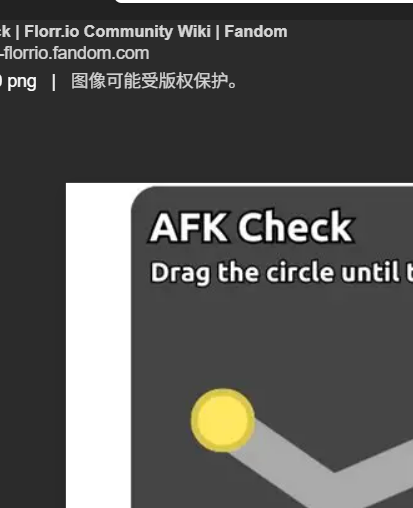 k | Florr.io Community Wiki | Fandom
-florrio.fandom.com
png | 图像可能受版权保护。
AFK Check
Drag the circle until t